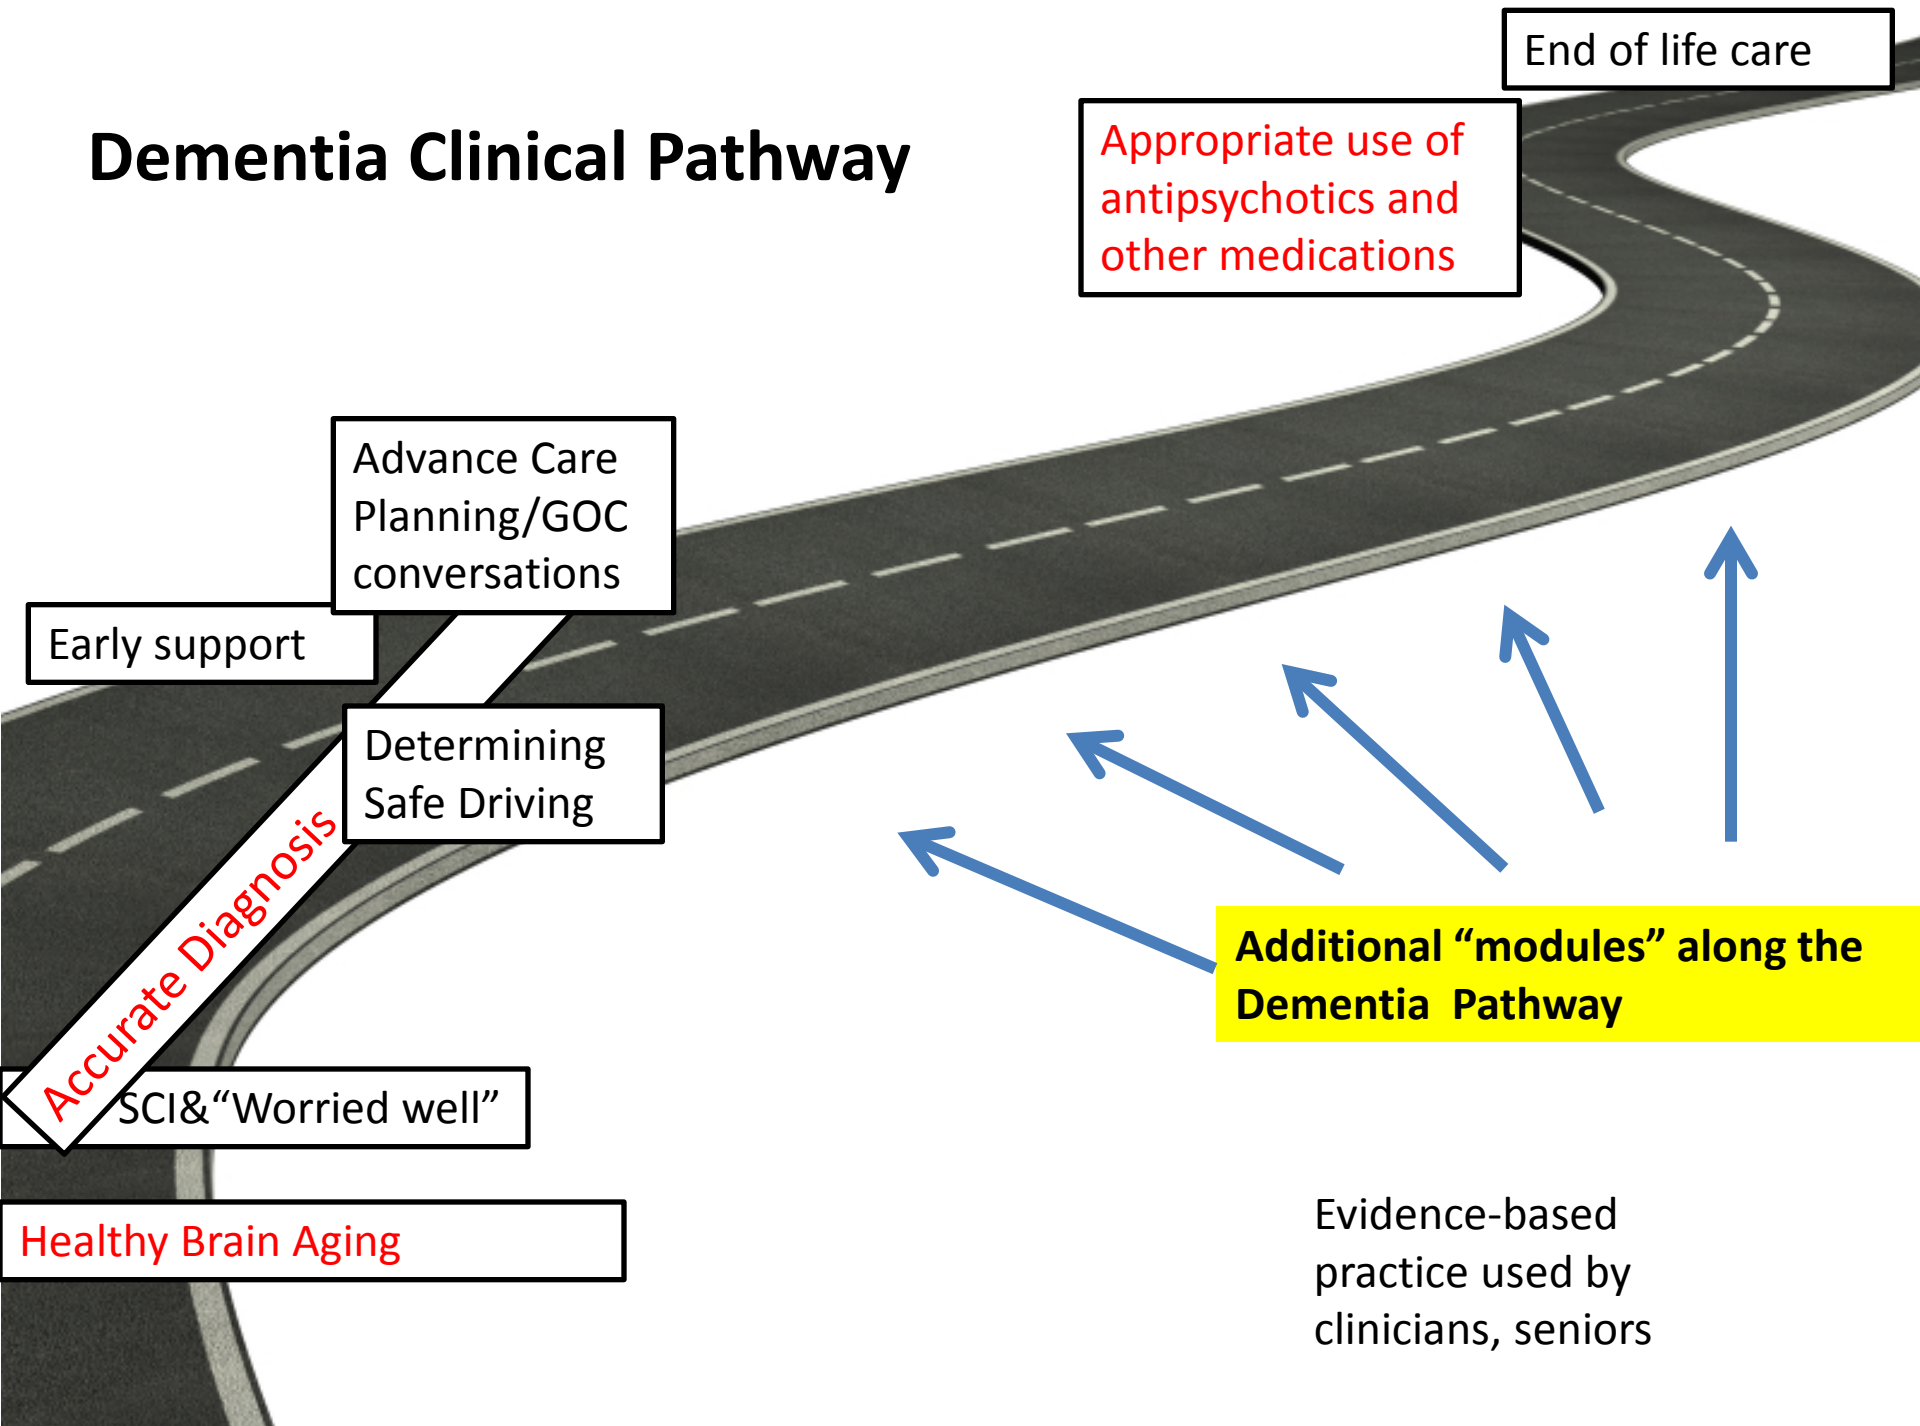 End of life care
Dementia Clinical Pathway
Appropriate use of
antipsychotics and
other medications
Advance Care
Planning/GOC
conversations
Early support
Determining
Safe Driving
Accurate Diagnosis
Additional “modules” along the
Dementia  Pathway
SCI&“Worried well”
Healthy Brain Aging
Evidence-based
practice used by
clinicians, seniors